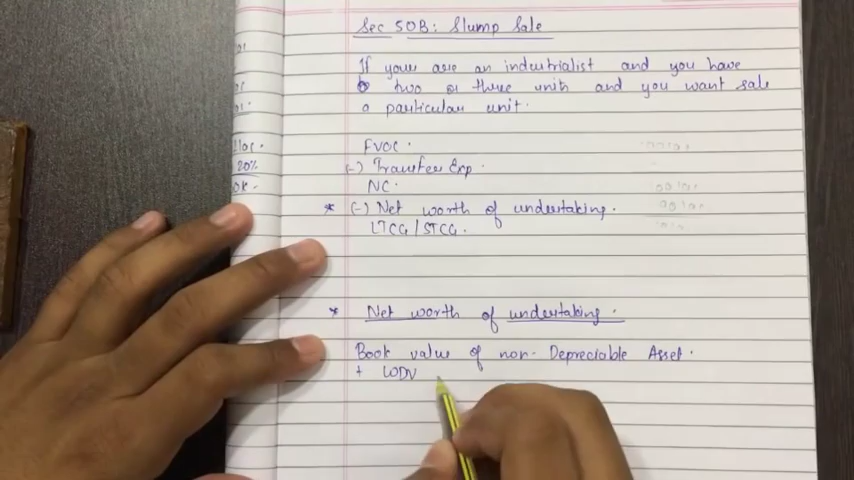 Sec 50B: Slump Sale
If your are an industrialist and you have
two or three units and you want sale
a particular unit.
FVOC.
(-) Transfer Exp.
NC.
* (-) Net worth of undertaking.
LTCG/STCG.
* Net worth of undertaking.
Book value of non-Depreciable Asset.
+ WDV
20%